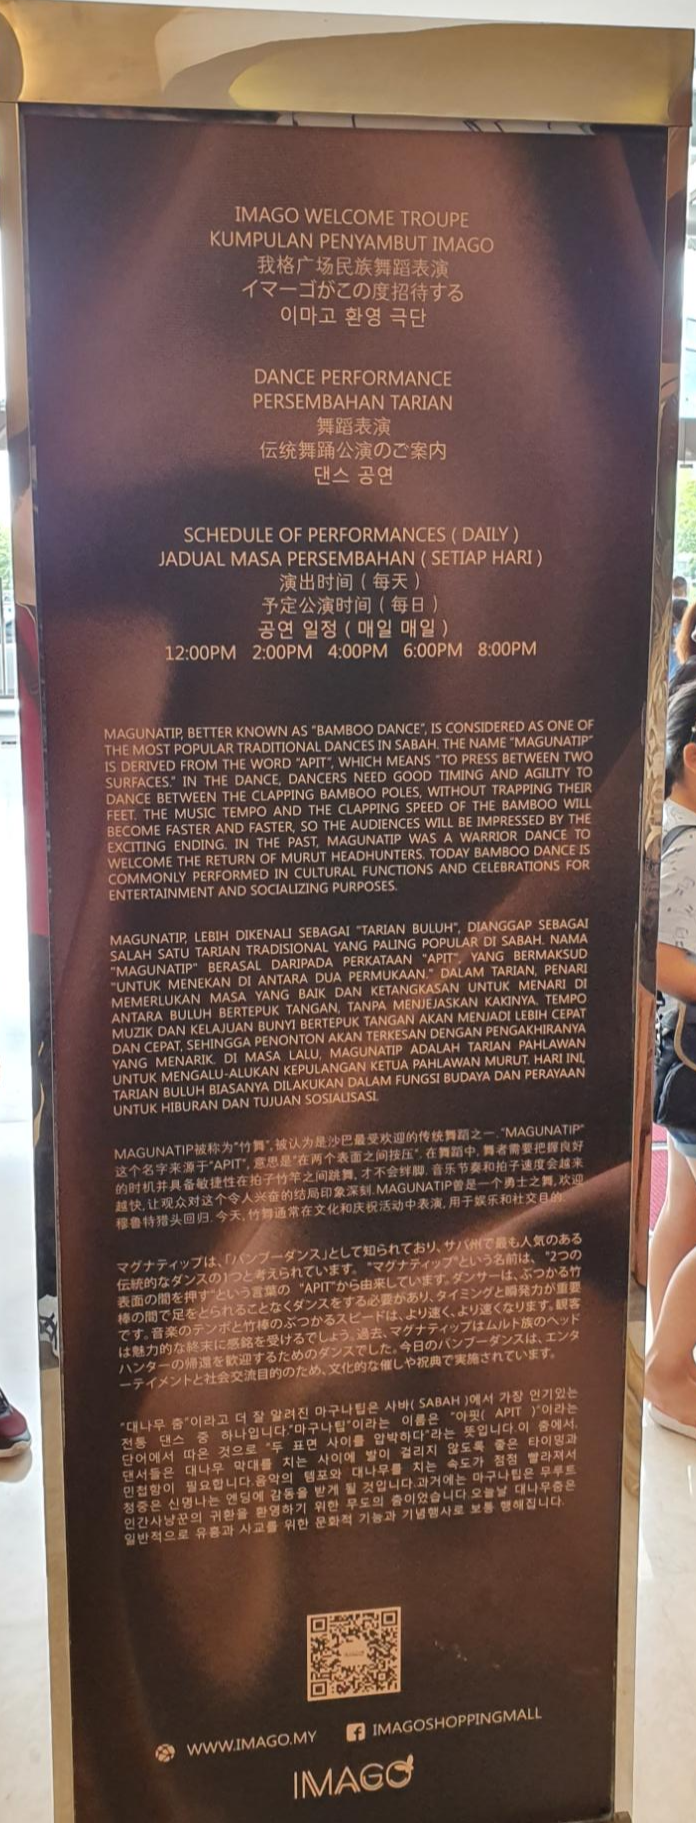 IMAGO WELCOME TROUPE
KUMPULAN PENYAMBUT IMAGO
我格广场民族舞蹈表演
イマーゴがこの度招待する
이마고 환영 극단
DANCE PERFORMANCE
PERSEMBAHAN TARIAN
舞蹈表演
伝统舞踊公演のご案内
댄스 공연
SCHEDULE OF PERFORMANCES ( DAILY )
JADUAL MASA PERSEMBAHAN ( SETIAP HARI )
演出时间 ( 每天 )
予定公演时间 ( 每日 )
공연 일정 ( 매일 매일 )
12:00PM 2:00PM 4:00PM 6:00PM 8:00PM
MAGUNATIP, BETTER KNOWN AS "BAMBOO DANCE", IS CONSIDERED AS ONE OF
THE MOST POPULAR TRADITIONAL DANCES IN SABAH. THE NAME "MAGUNATIP"
IS DERIVED FROM THE WORD "APIT", WHICH MEANS "TO PRESS BETWEEN TWO
SURFACES." IN THE DANCE, DANCERS NEED GOOD TIMING AND AGILITY TO
DANCE BETWEEN THE CLAPPING BAMBOO POLES, WITHOUT TRAPPING THEIR
FEET. THE MUSIC TEMPO AND THE CLAPPING SPEED OF THE BAMBOO WILL
BECOME FASTER AND FASTER, SO THE AUDIENCES WILL BE IMPRESSED BY THE
EXCITING ENDING. IN THE PAST, MAGUNATIP WAS A WARRIOR DANCE TO
WELCOME THE RETURN OF MURUT HEADHUNTERS. TODAY BAMBOO DANCE IS
COMMONLY PERFORMED IN CULTURAL FUNCTIONS AND CELEBRATIONS FOR
ENTERTAINMENT AND SOCIALIZING PURPOSES.
MAGUNATIP, LEBIH DIKENALI SEBAGAI "TARIAN BULUH", DIANGGAP SEBAGAI
SALAH SATU TARIAN TRADISIONAL YANG PALING POPULAR DI SABAH. NAMA
"MAGUNATIP" BERASAL DARIPADA PERKATAAN "APIT", YANG BERMAKSUD
"UNTUK MENEKAN DI ANTARA DUA PERMUKAAN." DALAM TARIAN, PENARI
MEMERLUKAN MASA YANG BAIK DAN KETANGKASAN UNTUK MENARI DI
ANTARA BULUH BERTEPUK TANGAN, TANPA MENJEJASKAN KAKINYA. TEMPO
MUZIK DAN KELAJUAN BUNYI BERTEPUK TANGAN AKAN MENJADI LEBIH CEPAT
DAN CEPAT, SEHINGGA PENONTON AKAN TERKESAN DENGAN PENGAKHIRANYA
YANG MENARIK. DI MASA LALU, MAGUNATIP ADALAH TARIAN PAHLAWAN
UNTUK MENGALU-ALUKAN KEPULANGAN KETUA PAHLAWAN MURUT. HARI INI,
TARIAN BULUH BIASANYA DILAKUKAN DALAM FUNGSI BUDAYA DAN PERAYAAN
UNTUK HIBURAN DAN TUJUAN SOSIALISASI.
MAGUNATIP被称为"竹舞", 被认为是沙巴最受欢迎的传统舞蹈之一. "MAGUNATIP"
这个名字来源于"APIT", 意思是"在两个表面之间按压". 在舞蹈中, 舞者需要把握良好
的时机并具备敏捷性在拍子竹竿之间跳舞, 才不会绊脚. 音乐节奏和拍子速度会越来
越快, 让观众对这个令人兴奋的结局印象深刻. MAGUNATIP曾是一个勇士之舞, 欢迎
穆鲁特猎头回归. 今天, 竹舞通常在文化和庆祝活动中表演, 用于娱乐和社交目的.
マグナティップは、「バンブーダンス」として知られており、サバ州で最も人気のある
伝統的なダンスの1つと考えられています。 "マグナティップ"という名前は、 "2つの
表面の間を押す"という言葉の "APIT"から由来しています。ダンサーは、ぶつかる竹
棒の間で足をとられることなくダンスをする必要があり、タイミングと瞬発力が重要
です。音楽のテンポと竹棒のぶつかるスピードは、より速く、より速くなります。観客
は魅力的な終末に感銘を受けるでしょう。過去、マグナティップはムルト族のヘッド
ハンターの帰還を歓迎するためのダンスでした。今日のバンブーダンスは、エンタ
ーテイメントと社会交流目的のため、文化的な催しや祝典で実施されています。
"대나무 춤"이라고 더 잘 알려진 마구나팁은 사바( SABAH )에서 가장 인기있는
전통 댄스 중 하나입니다."마구나팁"이라는 이름은 "아핏( APIT )"이라는
단어에서 따온 것으로 "두 표면 사이를 압박하다"라는 뜻입니다.이 춤에서,
댄서들은 대나무 막대를 치는 사이에 발이 걸리지 않도록 좋은 타이밍과
민첩함이 필요합니다.음악의 템포와 대나무를 치는 속도가 점점 빨라져서
청중은 신명나는 엔딩에 감동을 받게 될 것입니다.과거에는 마구나팁은 무루트
인간사냥꾼의 귀환을 환영하기 위한 무도의 춤이었습니다.오늘날 대나무춤은
일반적으로 유흥과 사교를 위한 문화적 기능과 기념행사로 보통 행해집니다.
WWW.IMAGO.MY IMAGOSHOPPINGMALL
IMAGO